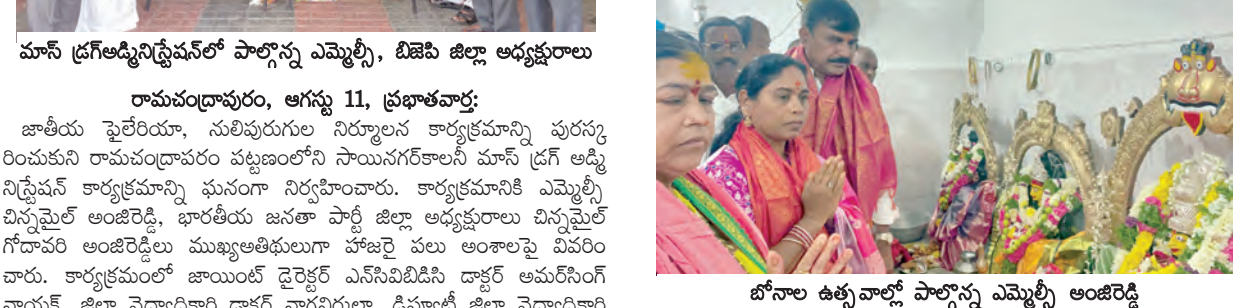 మాస్ డ్రగ్అడ్మినిస్ట్రేషన్‌లో పాల్గొన్న ఎమ్మెల్సీ, బిజెపి జిల్లా అధ్యక్షురాలు
రామచంద్రాపురం, ఆగస్టు 11, ప్రభాతవార్త:
జాతీయ ఫైలేరియా, నులిపురుగుల నిర్మూలన కార్యక్రమాన్ని పురస్క
రించుకుని రామచంద్రాపరం పట్టణంలోని సాయినగర్‌కాలనీ మాస్ డ్రగ్ అడ్మి
నిస్ట్రేషన్ కార్యక్రమాన్ని ఘనంగా నిర్వహించారు. కార్యక్రమానికి ఎమ్మెల్సీ
చిన్నమైల్ అంజిరెడ్డి, భారతీయ జనతా పార్టీ జిల్లా అధ్యక్షురాలు చిన్నమైల్
గోదావరి అంజిరెడ్డిలు ముఖ్యఅతిథులుగా హాజరై పలు అంశాలపై వివరిం
చారు. కార్యక్రమంలో జాయింట్ డైరెక్టర్ ఎన్‌సివిబిడిసి డాక్టర్ అమర్‌సింగ్
బోనాల ఉత్సవాల్లో పాల్గొన్న ఎమ్మెల్సీ అంజిరెడ్డి